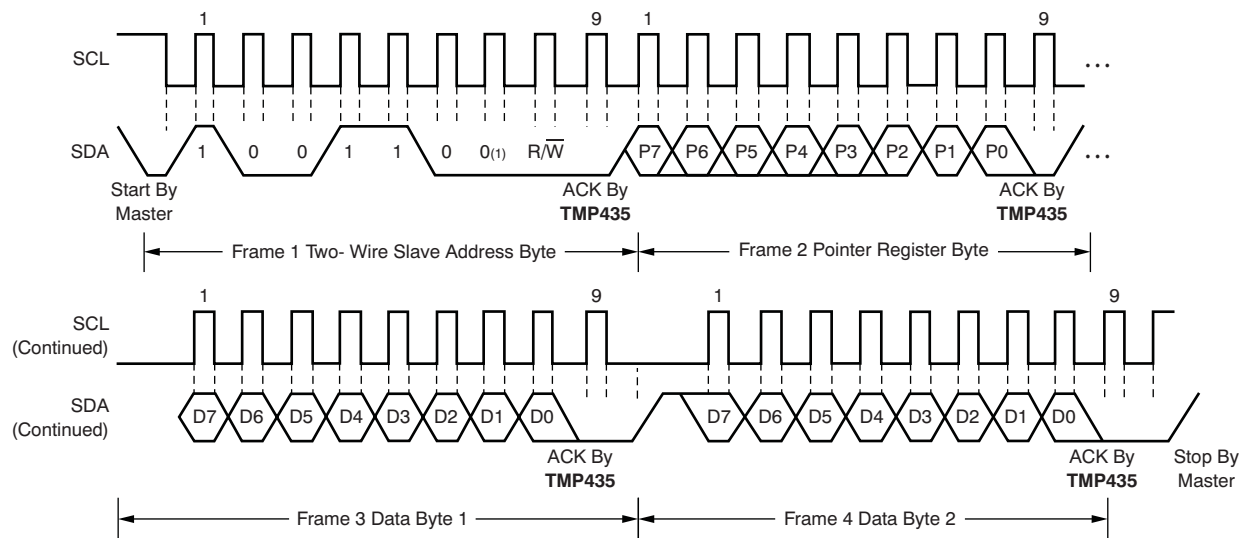 1 9 1 9
SCL ...
SDA 1 0 0 1 1 0 0(1) R/W̅ P7 P6 P5 P4 P3 P2 P1 P0 ...
Start By Master
ACK By TMP435
ACK By TMP435
Frame 1 Two- Wire Slave Address Byte
Frame 2 Pointer Register Byte
1 9 1 9
SCL (Continued)
SDA (Continued) D7 D6 D5 D4 D3 D2 D1 D0 D7 D6 D5 D4 D3 D2 D1 D0
ACK By TMP435
ACK By TMP435
Stop By Master
Frame 3 Data Byte 1
Frame 4 Data Byte 2